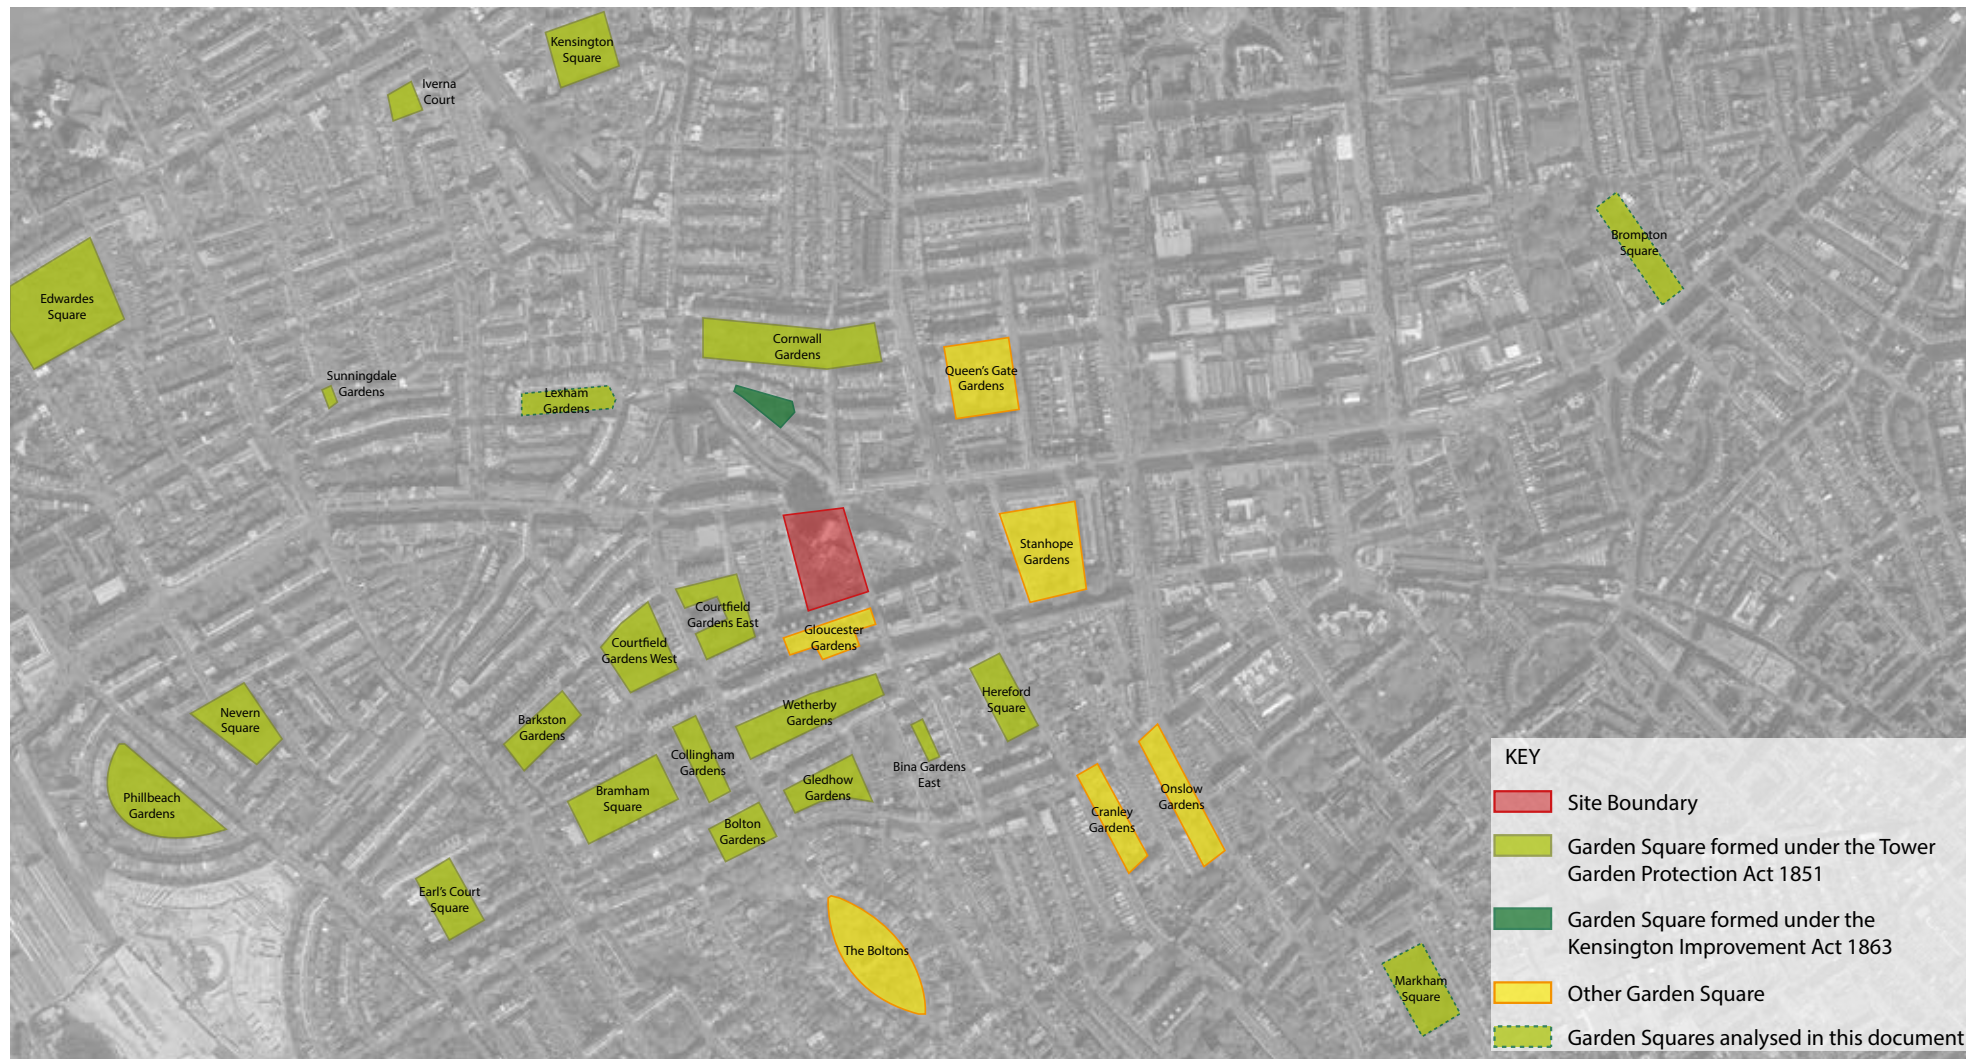 Kensington
Square
Iverna
Court
Brompton
Square
Edwardes
Square
Cornwall
Gardens
Queen's Gate
Gardens
Sunningdale
Gardens
Lexham
Gardens
Stanhope
Gardens
Courtfield
Gardens East
Gloucester
Gardens
Courtfield
Gardens West
Hereford
Square
Nevern
Square
Barkston
Gardens
Wetherby
Gardens
Collingham
Gardens
Bina Gardens
East
Gledhow
Gardens
Bramham
Square
Phillbeach
Gardens
Onslow
Gardens
Cranley
Gardens
Bolton
Gardens
Earl's Court
Square
The Boltons
Markham
Square
KEY
Site Boundary
Garden Square formed under the Tower
Garden Protection Act 1851
Garden Square formed under the
Kensington Improvement Act 1863
Other Garden Square
Garden Squares analysed in this document